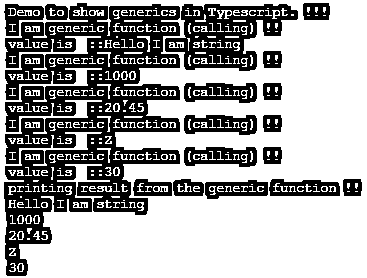 Demo to show generics in Typescript. !!!
I am generic function (calling) !!
value is ::Hello I am string
I am generic function (calling) !!
value is ::1000
I am generic function (calling) !!
value is ::20.45
I am generic function (calling) !!
value is ::Z
I am generic function (calling) !!
value is ::30
printing result from the generic function !!
Hello I am string
1000
20.45
Z
30